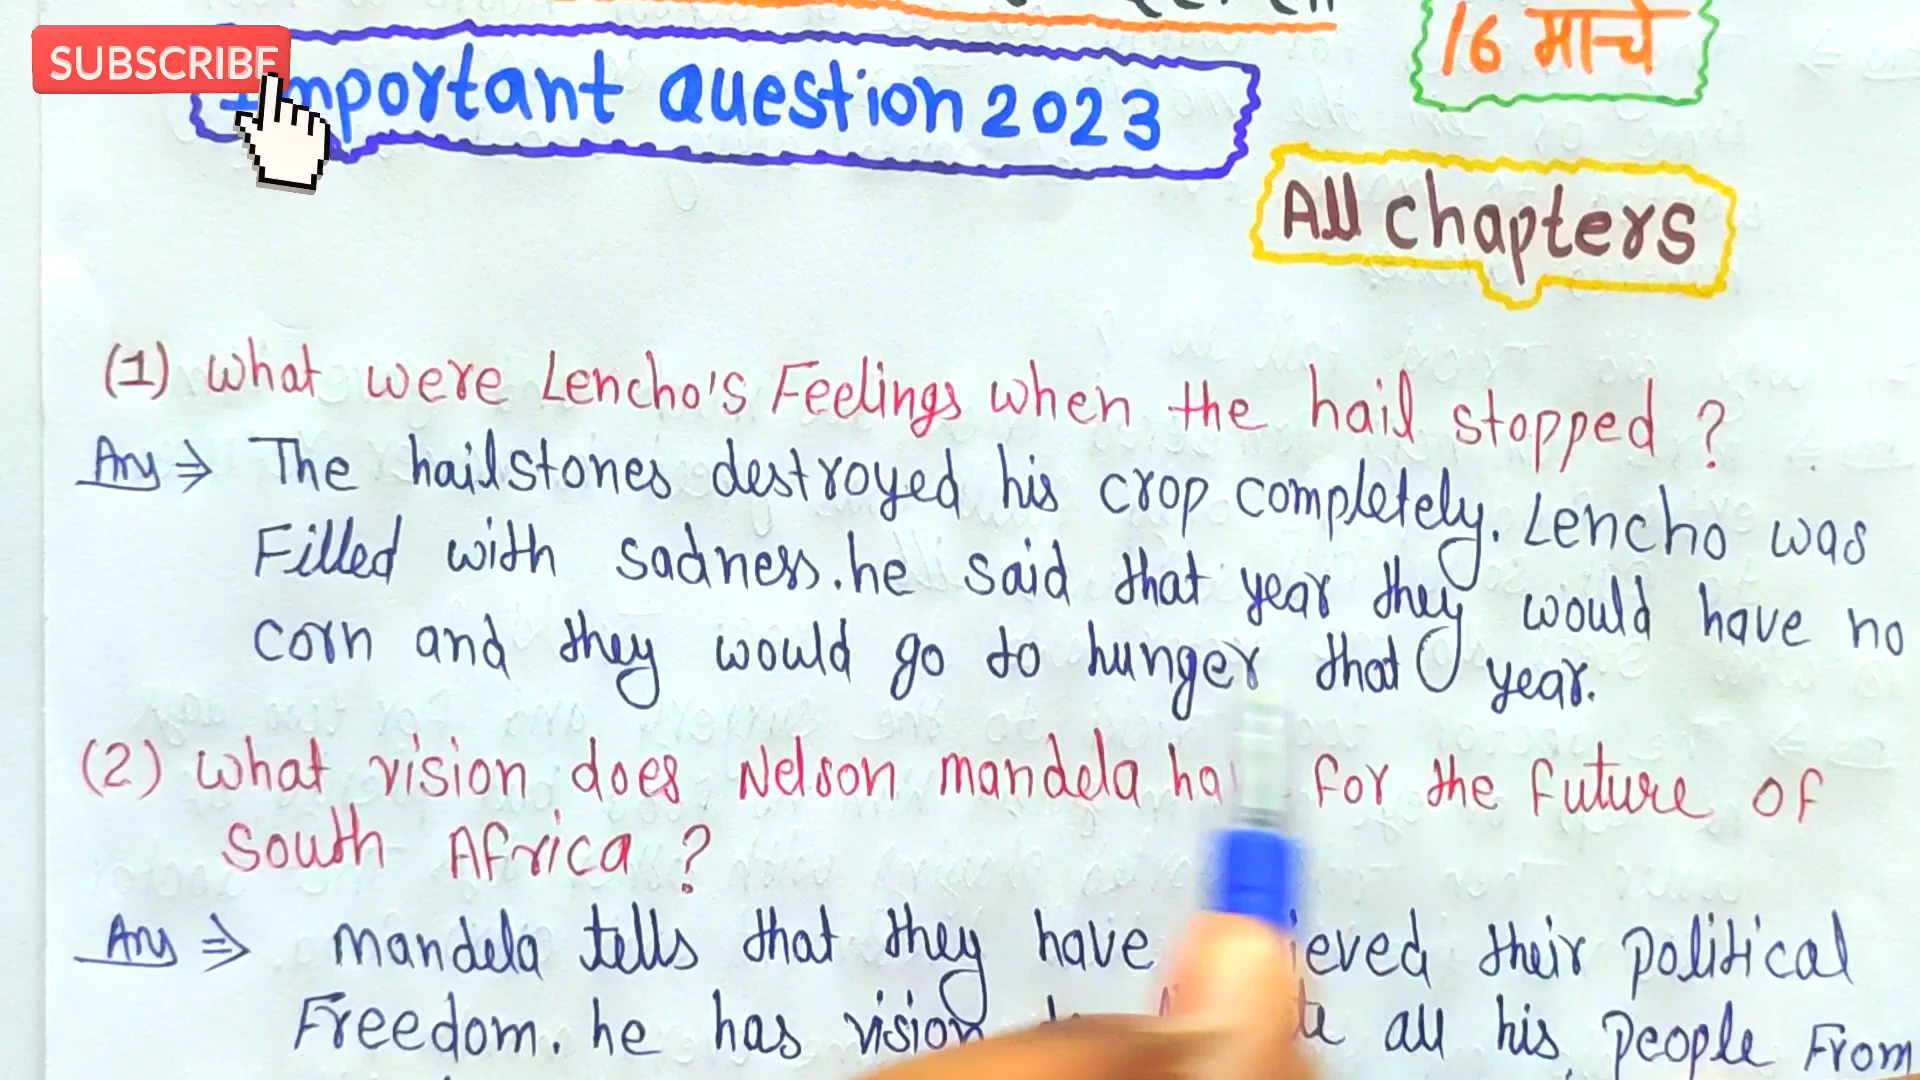 SUBSCRIBE
16 मार्च
Important Question 2023
All Chapters
(1) What were Lencho's Feelings when the hail stopped ?
Ans ⇒ The hailstones destroyed his crop completely. Lencho was
Filled with sadness. he said that year they would have no
corn and they would go to hunger that year.
(2) What vision does Nelson mandela ha for the future of
South Africa ?
Ans ⇒ mandela tells that they have ieved their political
Freedom. he has vision all his people From